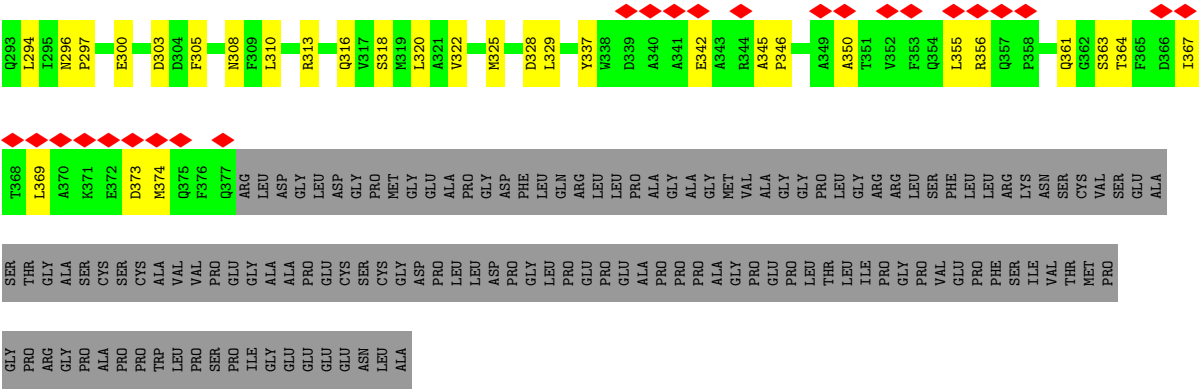 Q293 L294 I295 N296 P297 E300 D303 D304 F305 N308 F309 L310 R313 Q316 V317 S318 M319 L320 A321 V322 M325 D328 L329 Y337 W338 D339 A340 A341 E342 A343 R344 A345 P346 A349 A350 T351 V352 F353 Q354 L355 R356 Q357 P358 Q361 G362 S363 T364 F365 D366 I367
T368 L369 A370 K371 E372 D373 M374 Q375 F376 Q377 ARG LEU ASP GLY LEU ASP GLY PRO MET GLY GLU ALA PRO GLY ASP PHE LEU GLN ARG LEU LEU PRO ALA GLY ALA GLY MET VAL ALA GLY GLY PRO LEU GLY ARG ARG LEU SER PHE LEU LEU ARG LYS ASN SER CYS VAL SER GLU ALA
SER THR GLY ALA SER CYS SER CYS ALA VAL VAL PRO GLU GLY ALA ALA PRO GLU CYS SER CYS GLY ASP PRO LEU LEU ASP PRO GLY LEU PRO GLU PRO GLU ALA PRO PRO PRO ALA GLY PRO GLU PRO LEU THR LEU ILE PRO GLY PRO VAL GLU PRO PHE SER ILE VAL THR MET PRO
GLY PRO ARG GLY PRO ALA PRO PRO TRP LEU PRO SER PRO ILE GLY GLU GLU GLU GLU ASN LEU ALA